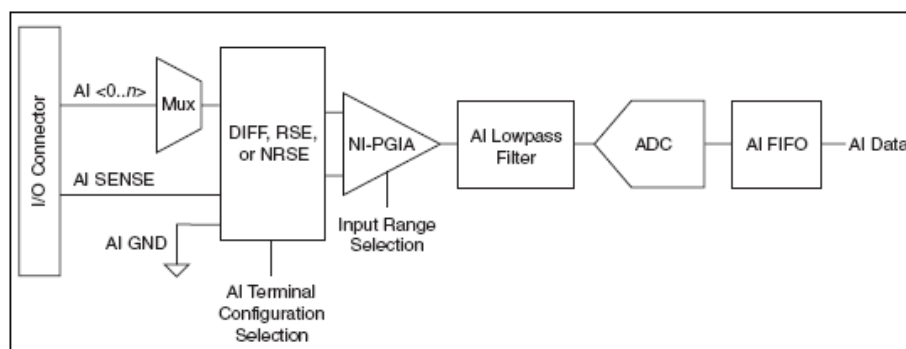 I/O Connector
AI <0..n>
Mux
DIFF, RSE,
or NRSE
NI-PGIA
AI Lowpass
Filter
ADC
AI FIFO
AI Data
AI SENSE
AI GND
Input Range
Selection
AI Terminal
Configuration
Selection